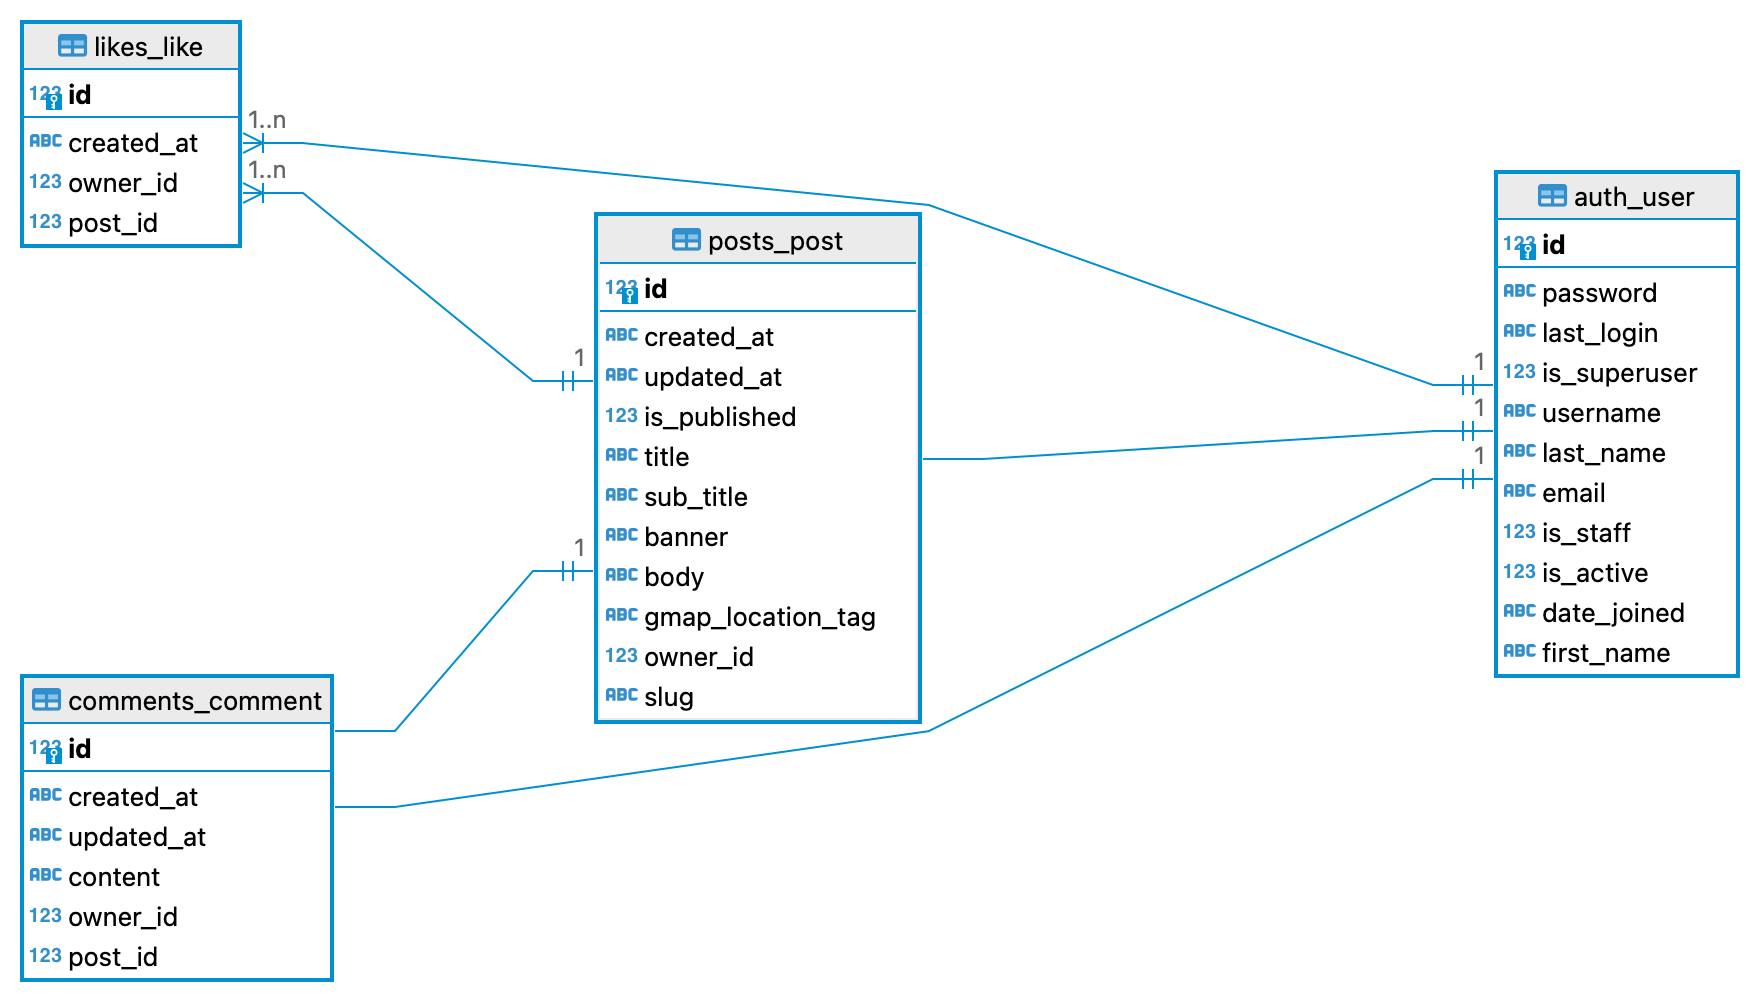 likes_like
123 id
ABC created_at
123 owner_id
123 post_id
1..n
1..n
posts_post
123 id
ABC created_at
ABC updated_at
123 is_published
ABC title
ABC sub_title
ABC banner
ABC body
ABC gmap_location_tag
123 owner_id
ABC slug
1
1
auth_user
123 id
ABC password
ABC last_login
123 is_superuser
ABC username
ABC last_name
ABC email
123 is_staff
123 is_active
ABC date_joined
ABC first_name
1
1
1
comments_comment
123 id
ABC created_at
ABC updated_at
ABC content
123 owner_id
123 post_id